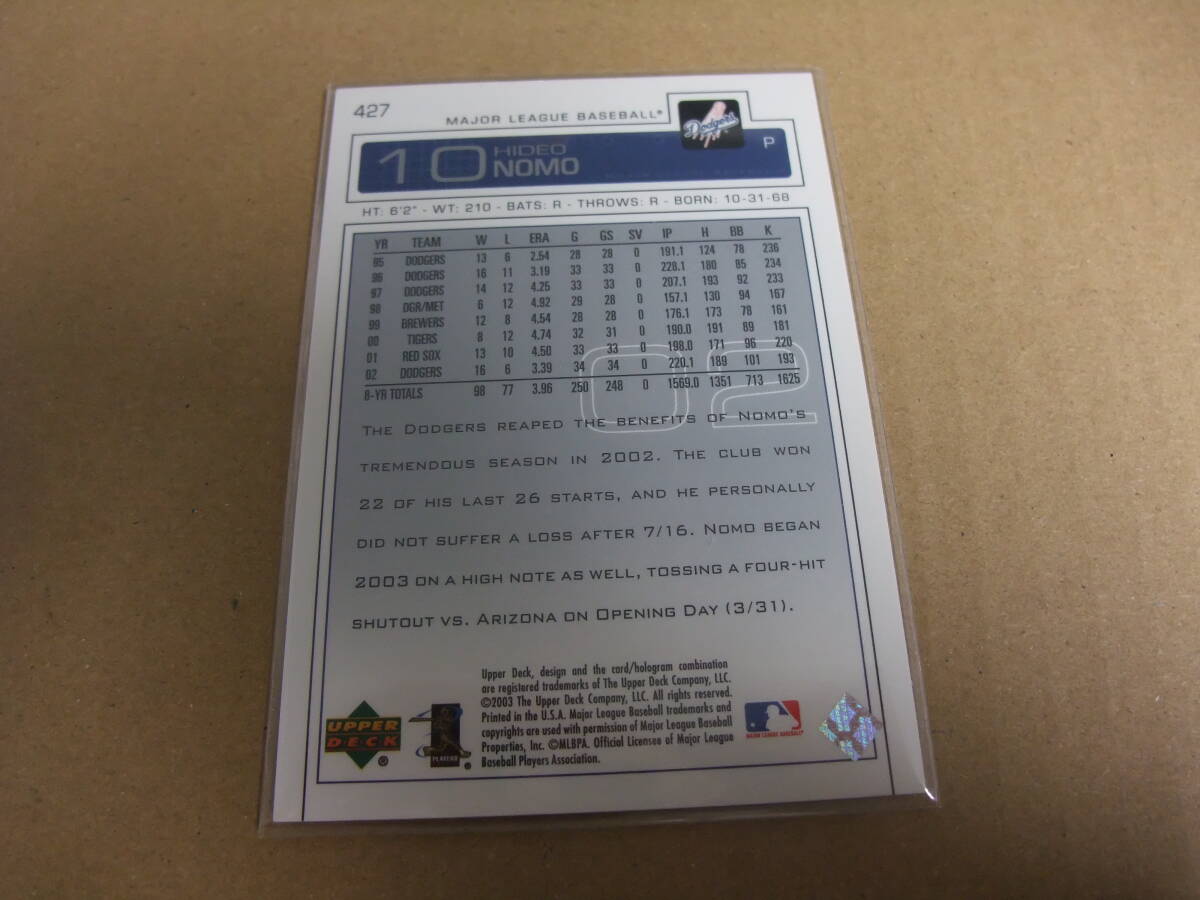 427
MAJOR LEAGUE BASEBALL®
Dodgers
10 HIDEO NOMO
P
HT: 6'2" - WT: 210 - BATS: R - THROWS: R - BORN: 10-31-68
YR TEAM W L ERA G GS SV IP H BB K
95 DODGERS 13 6 2.54 28 28 0 191.1 124 78 236
96 DODGERS 16 11 3.19 33 33 0 228.1 180 85 234
97 DODGERS 14 12 4.25 33 33 0 207.1 193 92 233
98 DGR/MET 6 12 4.92 29 28 0 157.1 130 94 167
99 BREWERS 12 8 4.54 28 28 0 176.1 173 78 161
00 TIGERS 8 12 4.74 32 31 0 190.0 191 89 181
01 RED SOX 13 10 4.50 33 33 0 198.0 171 96 220
02 DODGERS 16 6 3.39 34 34 0 220.1 189 101 193
8-YR TOTALS 98 77 3.96 250 248 0 1569.0 1351 713 1625
02
THE DODGERS REAPED THE BENEFITS OF NOMO'S
TREMENDOUS SEASON IN 2002. THE CLUB WON
22 OF HIS LAST 26 STARTS, AND HE PERSONALLY
DID NOT SUFFER A LOSS AFTER 7/16. NOMO BEGAN
2003 ON A HIGH NOTE AS WELL, TOSSING A FOUR-HIT
SHUTOUT VS. ARIZONA ON OPENING DAY (3/31).
Upper Deck, design and the card/hologram combination
are registered trademarks of The Upper Deck Company, LLC.
©2003 The Upper Deck Company, LLC. All rights reserved.
Printed in the U.S.A. Major League Baseball trademarks and
copyrights are used with permission of Major League Baseball
Properties, Inc. ©MLBPA. Official Licensee of Major League
Baseball Players Association.
UPPER
DECK
®
PLAYERS
MAJOR LEAGUE BASEBALL